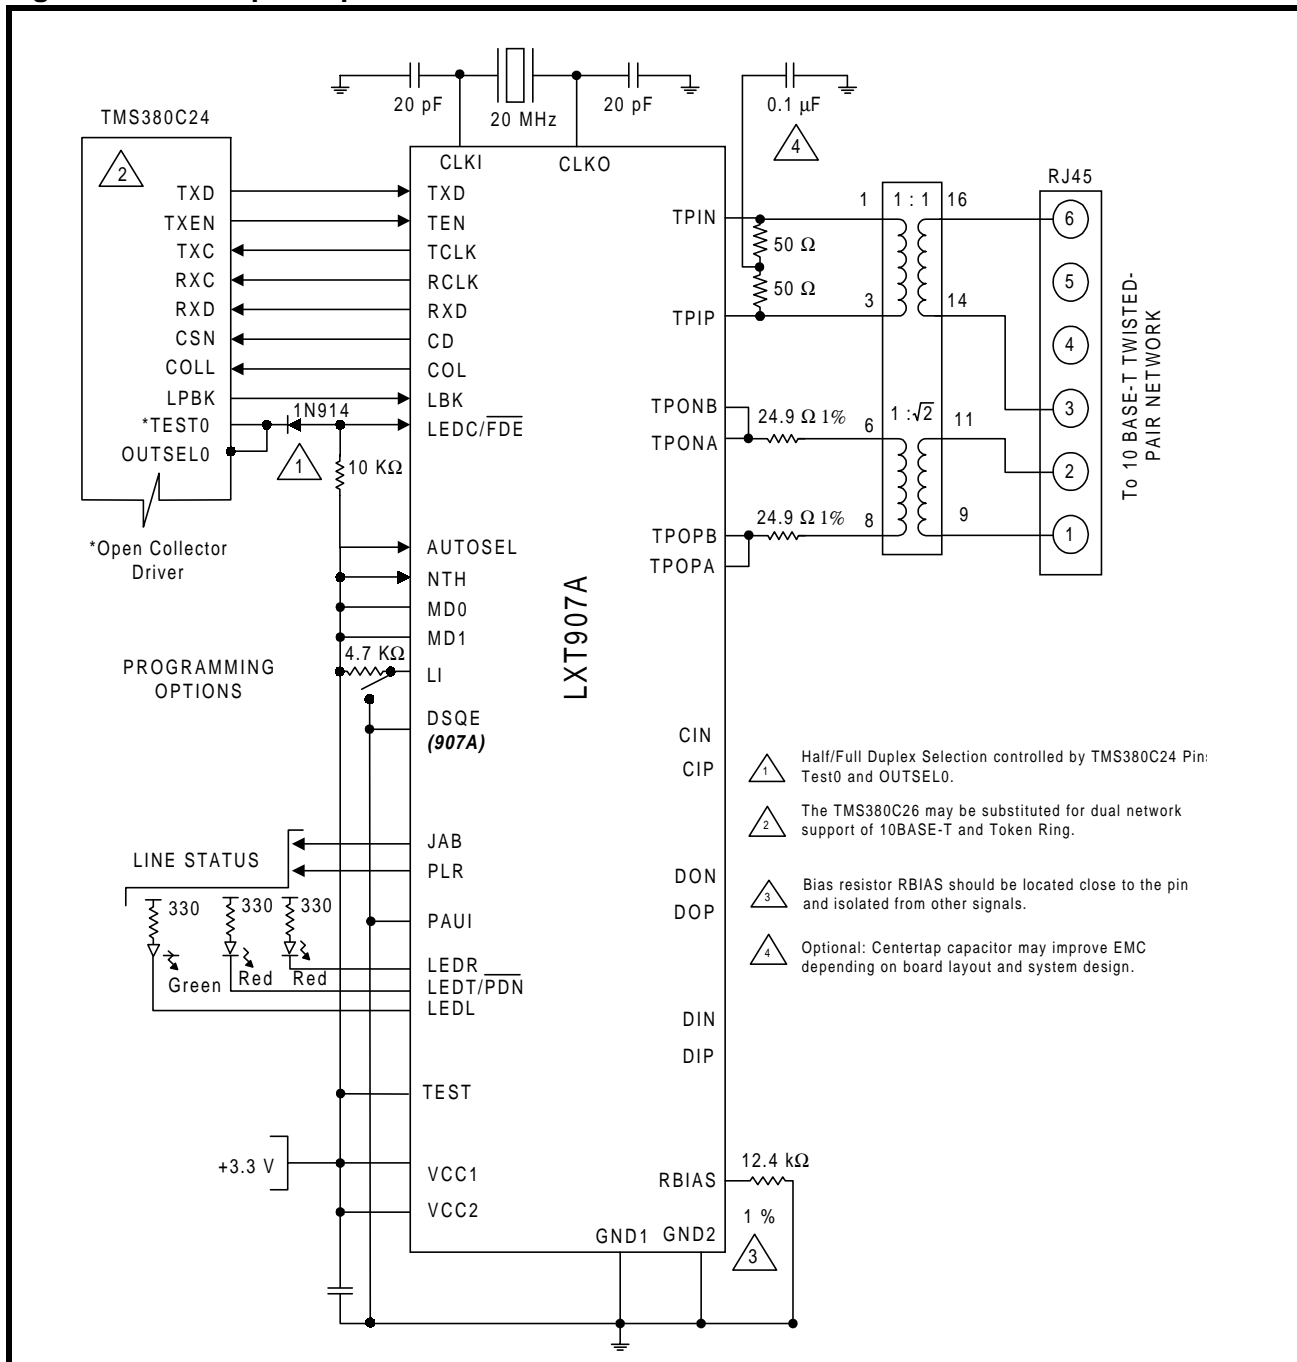 20 pF
20 MHz
20 pF
0.1 µF
4
TMS380C24
2
CLKI
CLKO
RJ45
TXD
TXEN
TXC
RXC
RXD
CSN
COLL
LPBK
*TEST0
OUTSEL0
*Open Collector
Driver
1N914
1
10 KΩ
TXD
TEN
TCLK
RCLK
RXD
CD
COL
LBK
LEDC/FDE
AUTOSEL
NTH
MD0
MD1
4.7 KΩ
LI
DSQE
(907A)
PROGRAMMING
OPTIONS
JAB
PLR
LINE STATUS
330
330
330
Green
Red
Red
PAUI
LEDR
LEDT/PDN
LEDL
TEST
+3.3 V
VCC1
VCC2
LXT907A
TPIN
TPIP
TPONB
TPONA
TPOPB
TPOPA
CIN
CIP
DON
DOP
DIN
DIP
RBIAS
GND1
GND2
50 Ω
50 Ω
24.9 Ω 1%
24.9 Ω 1%
1
1 : 1
16
3
14
6
1 :√2
11
8
9
6
5
4
3
2
1
To 10 BASE-T TWISTED-
PAIR NETWORK
12.4 kΩ
1 %
3
1
Half/Full Duplex Selection controlled by TMS380C24
Test0 and OUTSEL0.
2
The TMS380C26 may be substituted for dual network
support of 10BASE-T and Token Ring.
3
Bias resistor RBIAS should be located close to the pin
and isolated from other signals.
4
Optional: Centertap capacitor may improve EMC
depending on board layout and system design.